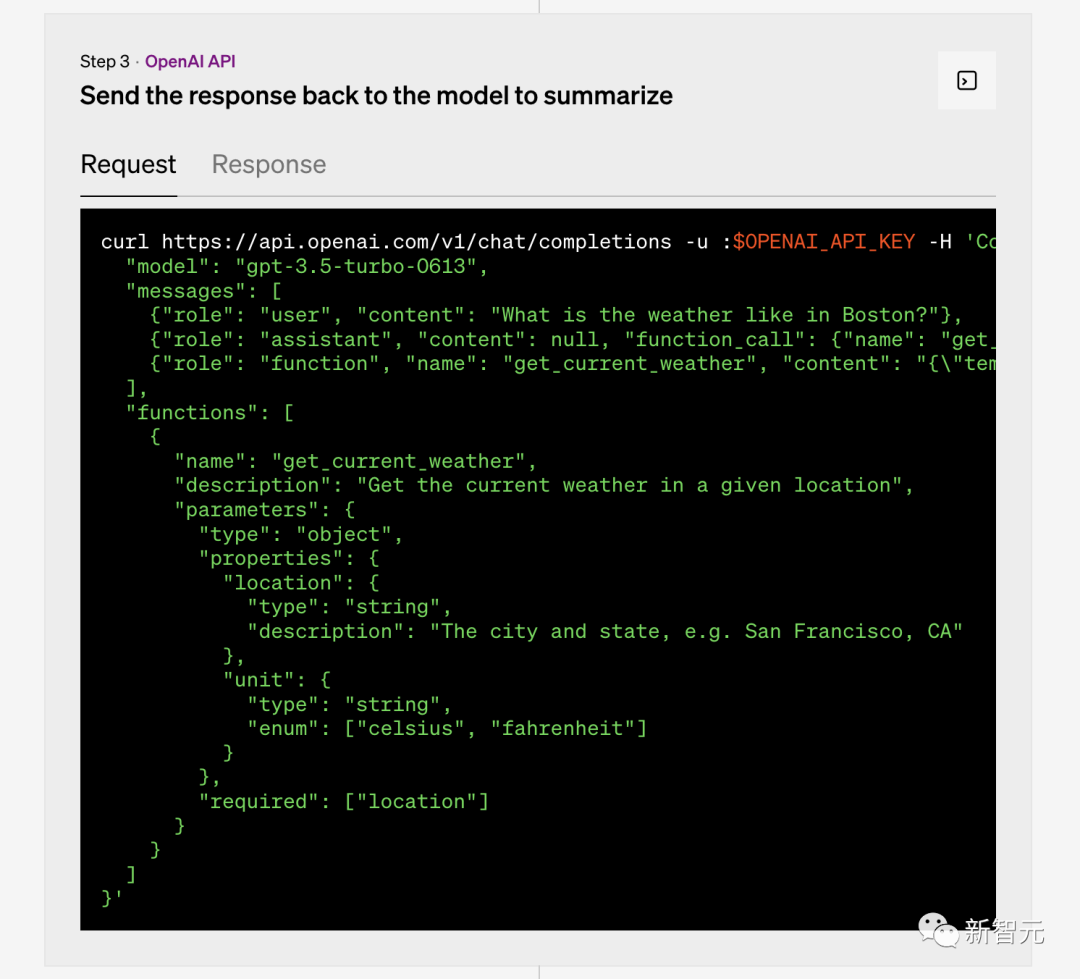 Step 3 · OpenAI API
Send the response back to the model to summarize
Request Response
curl https://api.openai.com/v1/chat/completions -u :$OPENAI_API_KEY -H 'Co
  "model": "gpt-3.5-turbo-0613",
  "messages": [
    {"role": "user", "content": "What is the weather like in Boston?"},
    {"role": "assistant", "content": null, "function_call": {"name": "get_
    {"role": "function", "name": "get_current_weather", "content": "{\"tem
  ],
  "functions": [
    {
      "name": "get_current_weather",
      "description": "Get the current weather in a given location",
      "parameters": {
        "type": "object",
        "properties": {
          "location": {
            "type": "string",
            "description": "The city and state, e.g. San Francisco, CA"
          },
          "unit": {
            "type": "string",
            "enum": ["celsius", "fahrenheit"]
          }
        },
        "required": ["location"]
      }
    }
  ]
}'
新智元